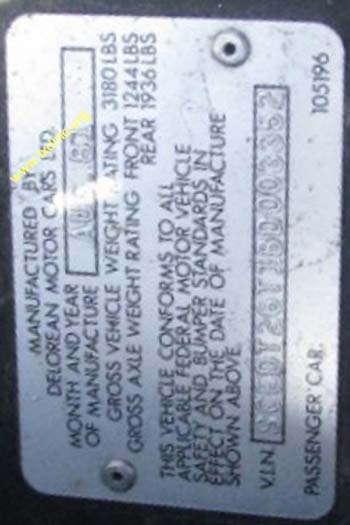 MANUFACTURED BY
DELOREAN MOTOR CARS LTD.
MONTH AND YEAR
OF MANUFACTURE AUG 81
GROSS VEHICLE WEIGHT RATING 3180 LBS
GROSS AXLE WEIGHT RATING FRONT 1244 LBS
REAR 1936 LBS
THIS VEHICLE CONFORMS TO ALL
APPLICABLE FEDERAL MOTOR VEHICLE
SAFETY AND BUMPER STANDARDS IN
EFFECT ON THE DATE OF MANUFACTURE
SHOWN ABOVE.
V.I.N.
PASSENGER CAR. 105196